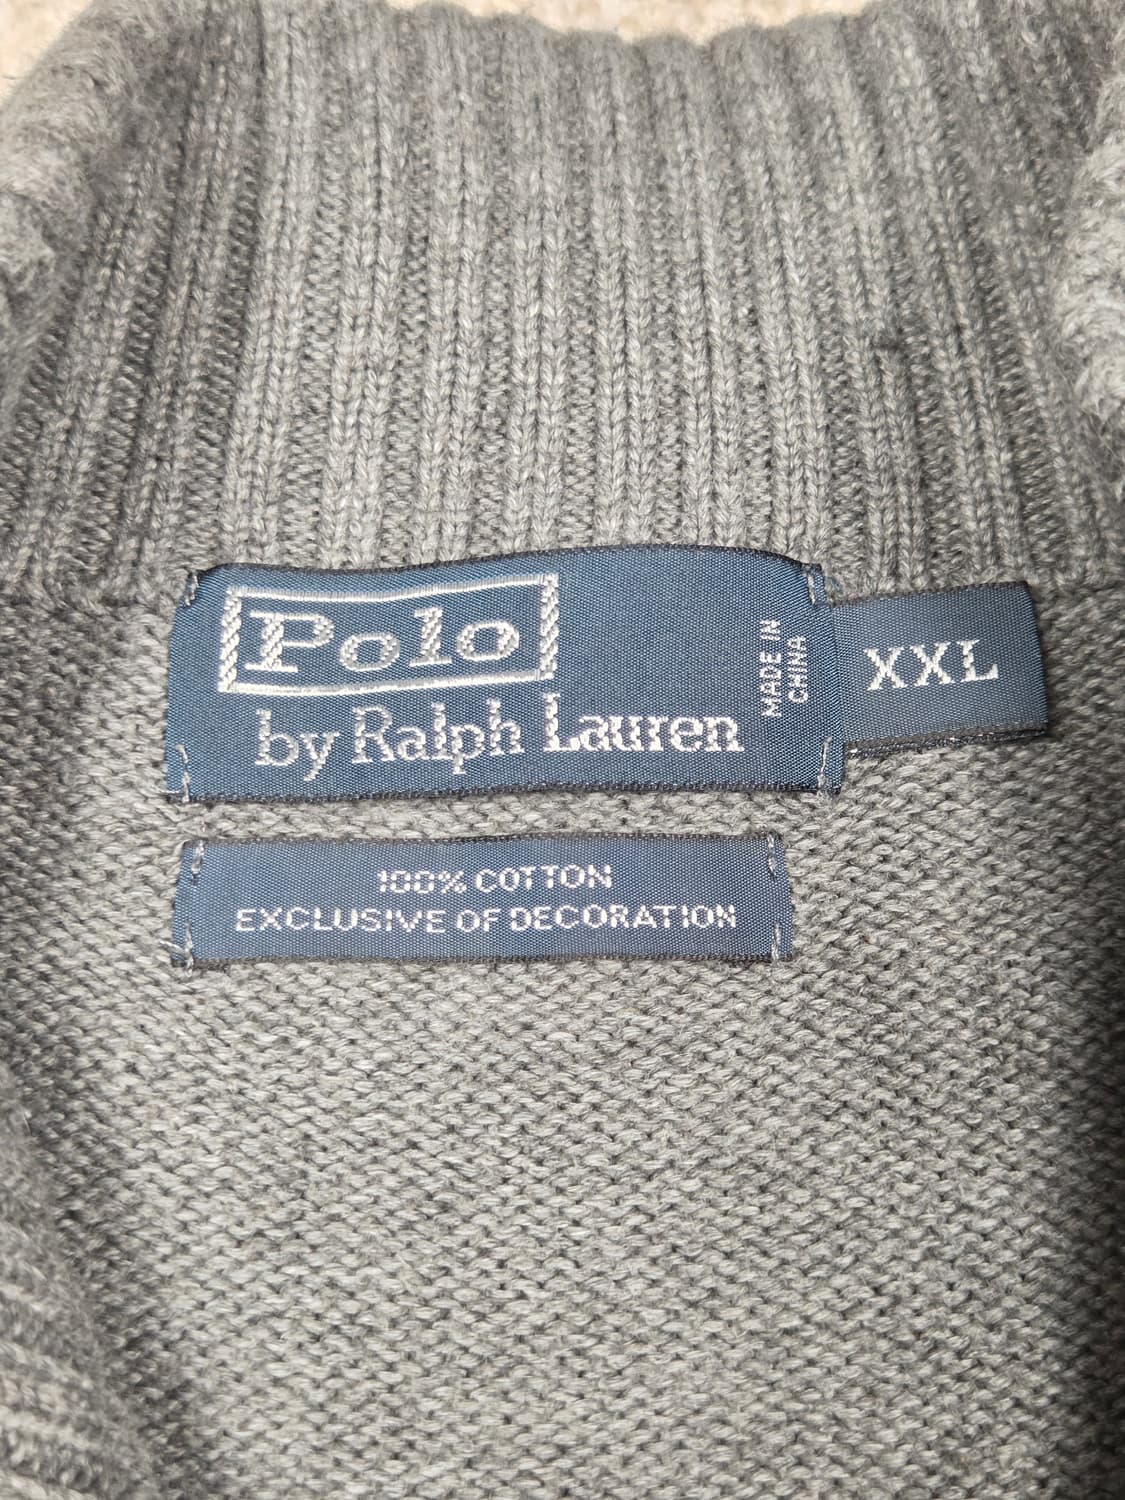 Polo
by Ralph Lauren
MADE IN
CHINA
XXL
100% COTTON
EXCLUSIVE OF DECORATION